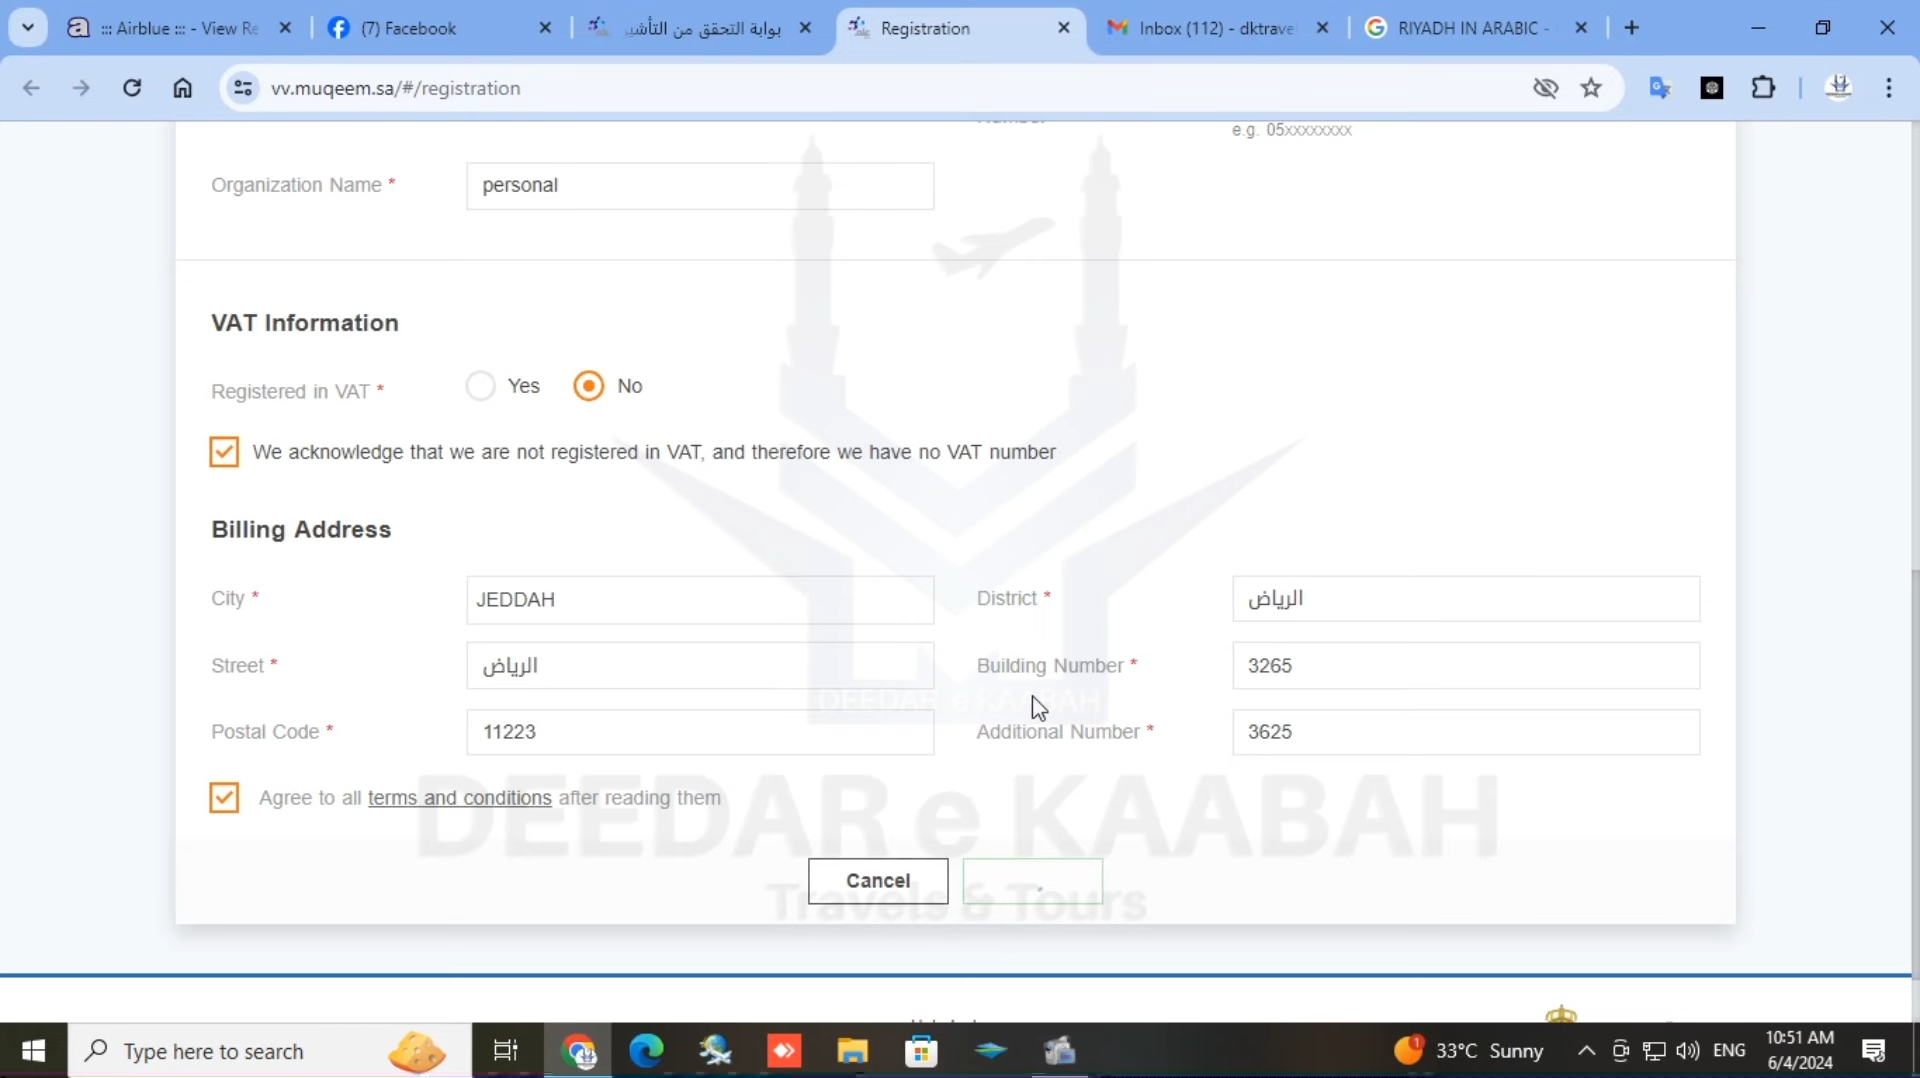 ::: Airblue ::: - View Re
(7) Facebook
بوابة التحقق من التأشير
Registration
Inbox (112) - dktrave
RIYADH IN ARABIC -
vv.muqeem.sa/#/registration
e.g. 05xxxxxxxx
Organization Name *
personal
VAT Information
Registered in VAT *
Yes
No
We acknowledge that we are not registered in VAT, and therefore we have no VAT number
Billing Address
City *
JEDDAH
District *
الرياض
Street *
الرياض
Building Number *
3265
DEEDAR e KAABAH
Postal Code *
11223
Additional Number *
3625
Agree to all terms and conditions after reading them
DEEDAR e KAABAH
Cancel
Travels & Tours
Type here to search
1
33°C Sunny
ENG
10:51 AM
6/4/2024